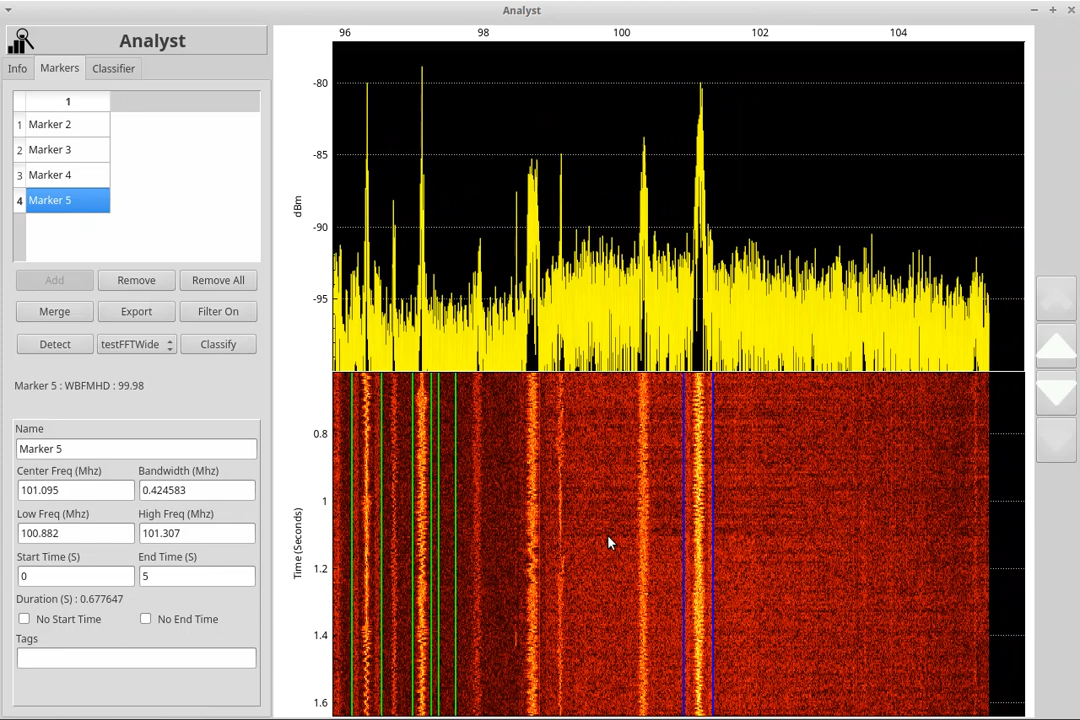 Analyst
Analyst
Info Markers Classifier
1
1 Marker 2
2 Marker 3
3 Marker 4
4 Marker 5
Add Remove Remove All
Merge Export Filter On
Detect testFFTWide Classify
Marker 5 : WBFMHD : 99.98
Name
Marker 5
Center Freq (Mhz) Bandwidth (Mhz)
101.095 0.424583
Low Freq (Mhz) High Freq (Mhz)
100.882 101.307
Start Time (S) End Time (S)
0 5
Duration (S) : 0.677647
No Start Time No End Time
Tags
96 98 100 102 104
dBm
-80
-85
-90
-95
Time (Seconds)
0.8
1
1.2
1.4
1.6